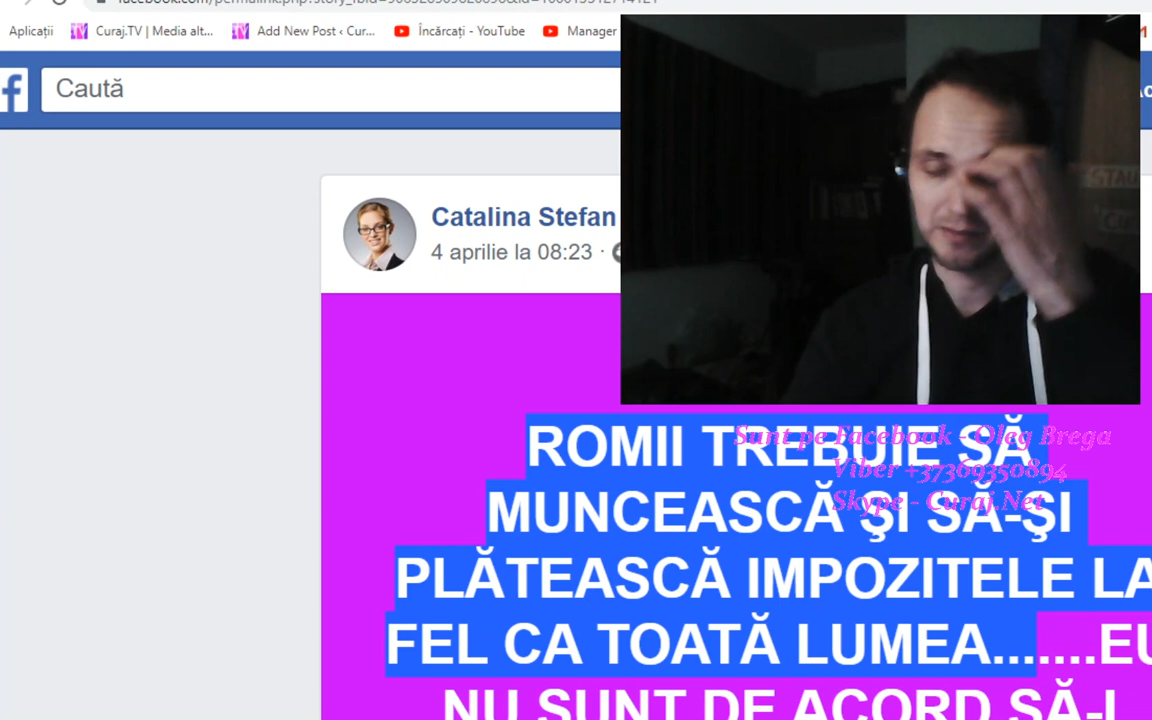 Aplicații Curaj.TV | Media alt... Add New Post ‹ Cur... Încărcați - YouTube Manager
f Caută
Catalina Stefan
4 aprilie la 08:23 ·
ROMII TREBUIE SĂ
Sunt pe Facebook - Oleg Brega
Viber +37369350894
MUNCEASCĂ ŞI SĂ-ŞI
Skype - Curaj.Net
PLĂTEASCĂ IMPOZITELE LA
FEL CA TOATĂ LUMEA.......EU
NU SUNT DE ACORD SĂ-I